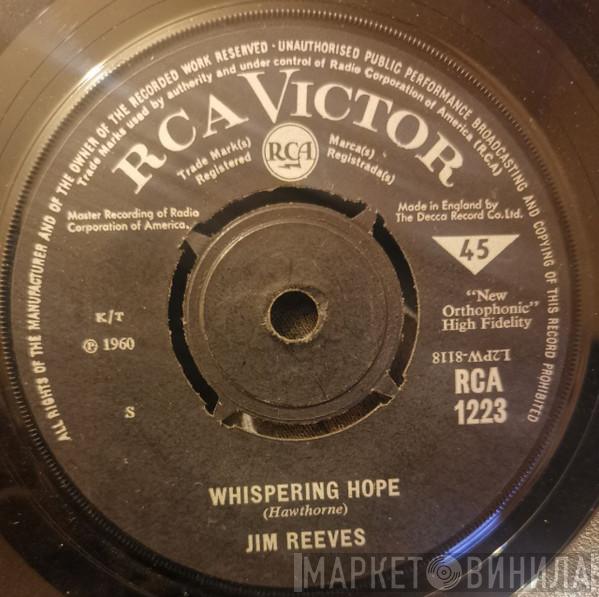 ALL RIGHTS OF THE MANUFACTURER AND OF THE OWNER OF THE RECORDED WORK RESERVED · UNAUTHORISED PUBLIC PERFORMANCE BROADCASTING AND COPYING OF THIS RECORD PROHIBITED
Trade Marks used by authority and under control of Radio Corporation of America (R.C.A)
RCA VICTOR
Trade Mark(s)
Registered
RCA
Marca(s)
Registrada(s)
Master Recording of Radio
Corporation of America.
Made in England by
The Decca Record Co. Ltd.
45
"New
Orthophonic"
High Fidelity
K/T
℗ 1960
L2PW-8118
RCA
1223
S
WHISPERING HOPE
(Hawthorne)
JIM REEVES
МАРКЕТ ВИНИЛА